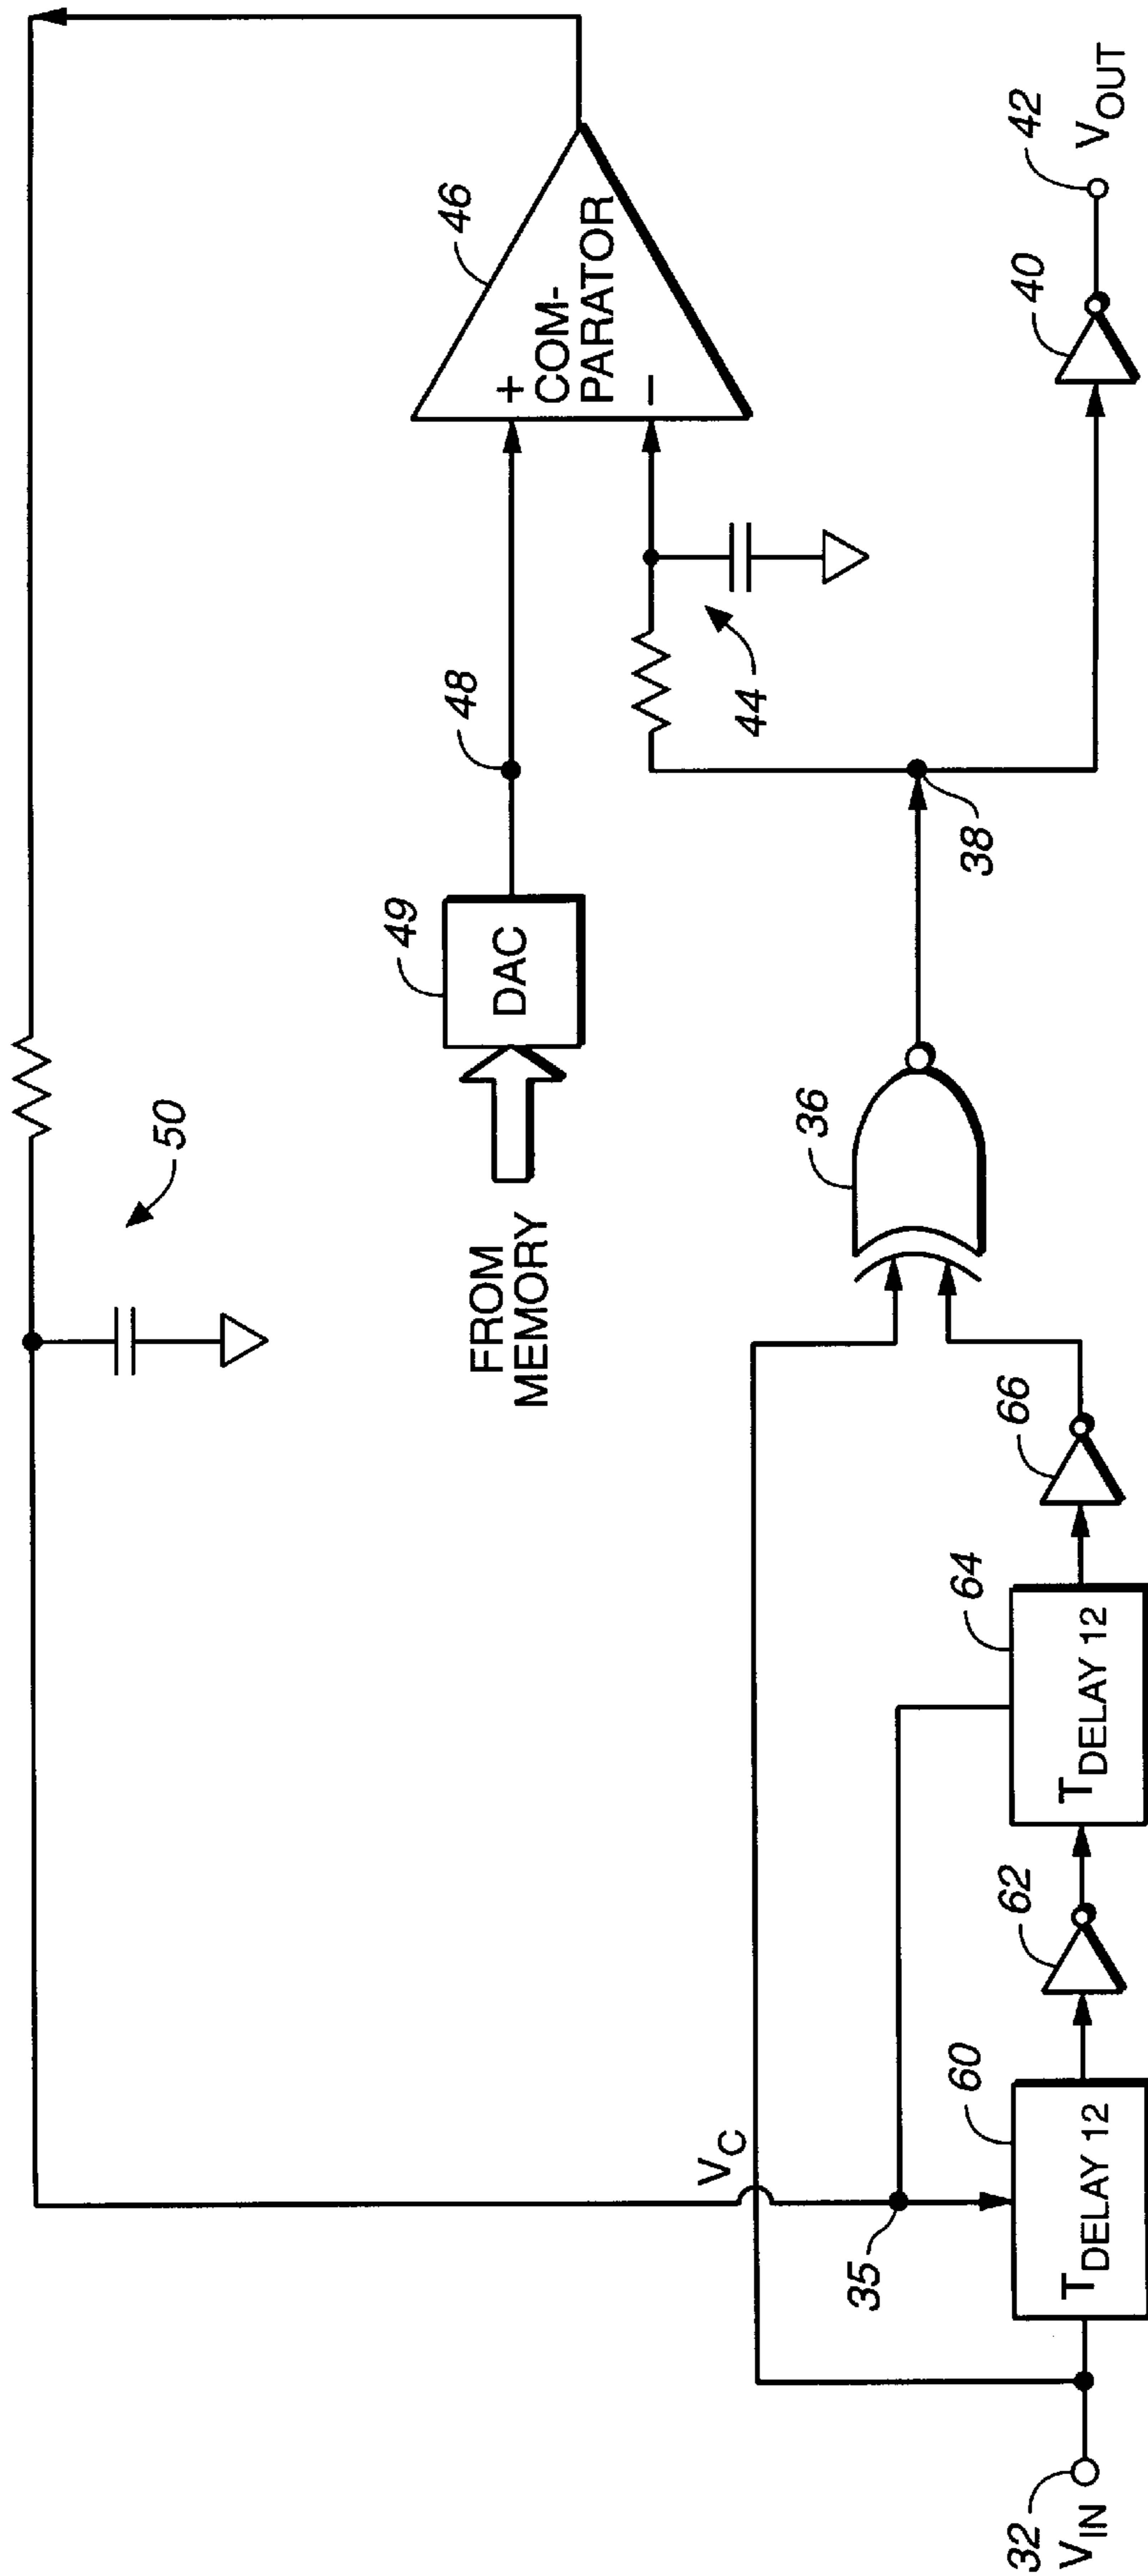 50
46
COM-
PARATOR
+
−
49
DAC
48
FROM
MEMORY
44
VC
35
36
38
40
42
VOUT
32
VIN
60
TDELAY 12
62
64
TDELAY 12
66